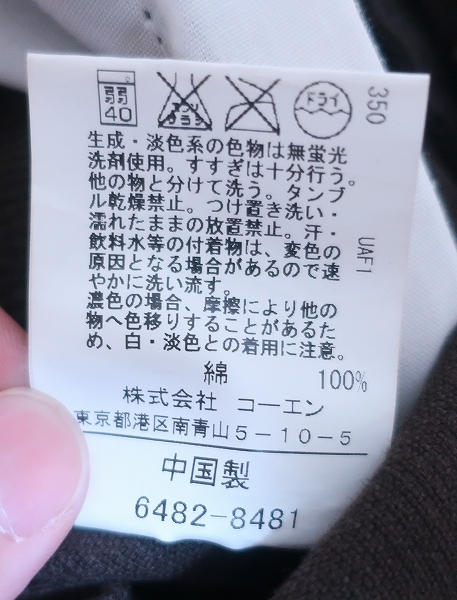 弱
40
エンソ
サラシ
ドライ
350
生成・淡色系の色物は無蛍光
洗剤使用。すすぎは十分行う。
他の物と分けて洗う。タンブ
ル乾燥禁止。つけ置き洗い・
濡れたままの放置禁止。汗・
飲料水等の付着物は、変色の
原因となる場合があるので速
やかに洗い流す。
濃色の場合、摩擦により他の
物へ色移りすることがあるた
め、白・淡色との着用に注意。
UAF1
綿 100%
株式会社 コーエン
東京都港区南青山5-10-5
中国製
6482-8481